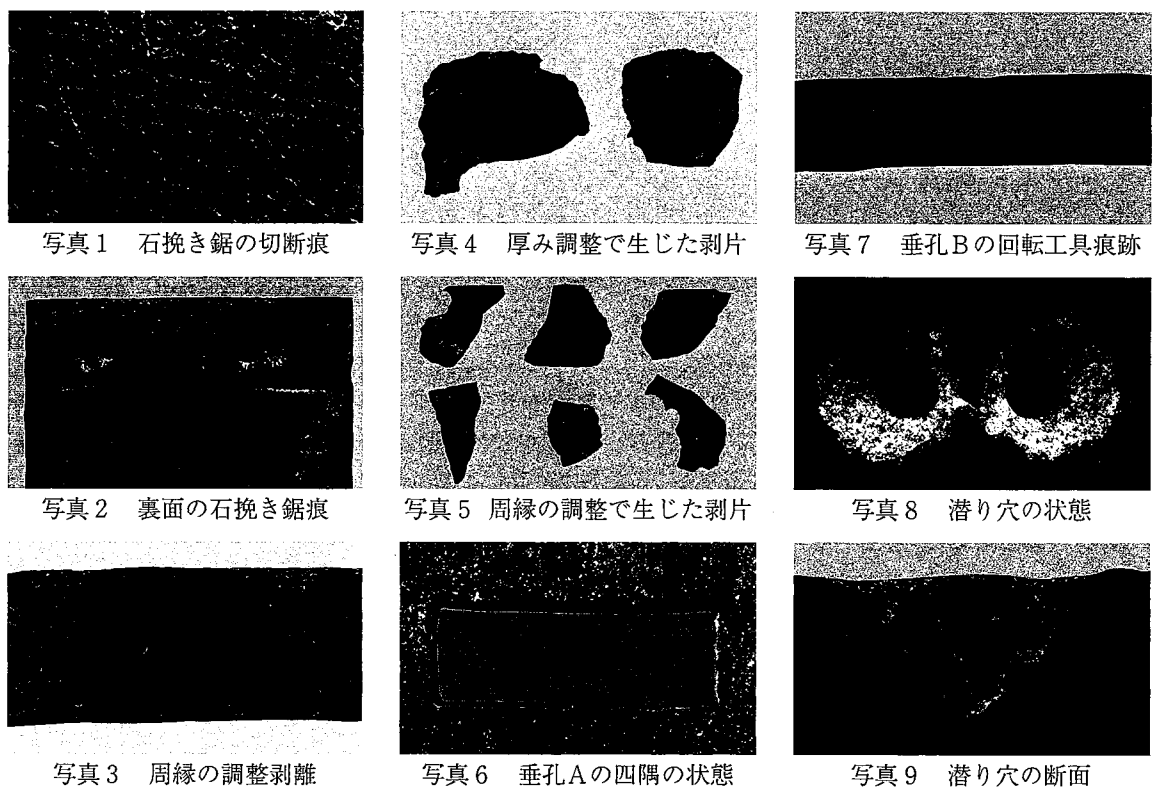 写真1 石挽き鋸の切断痕
写真4 厚み調整で生じた剥片
写真7 垂孔Bの回転工具痕跡
写真2 裏面の石挽き鋸痕
写真5 周縁の調整で生じた剥片
写真8 潜り穴の状態
写真3 周縁の調整剥離
写真6 垂孔Aの四隅の状態
写真9 潜り穴の断面